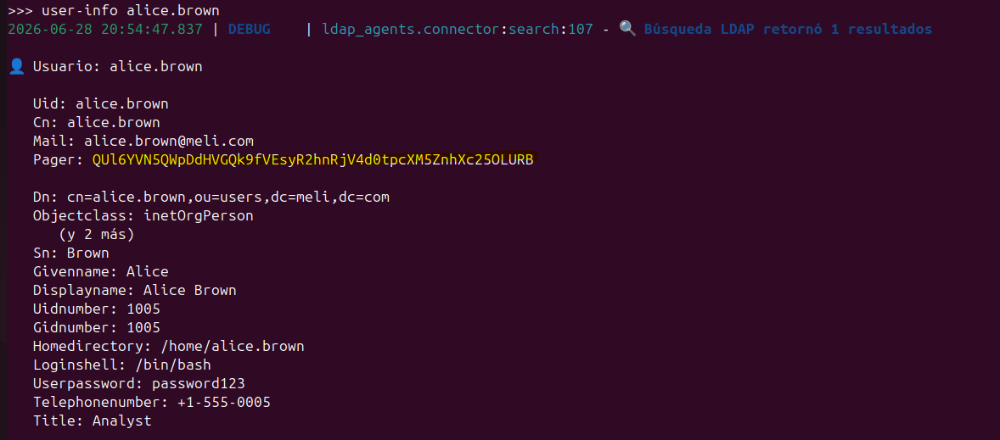 >>> user-info alice.brown
2026-06-28 20:54:47.837 | DEBUG    | ldap_agents.connector:search:107 - 🔍 Búsqueda LDAP retornó 1 resultados
👤 Usuario: alice.brown
Uid: alice.brown
Cn: alice.brown
Mail: alice.brown@meli.com
Pager: QUl6YVN5QWpDdHVGQk9fVEsyR2hnRjV4d0tpcXM5ZnhXc25OLURB
Dn: cn=alice.brown,ou=users,dc=meli,dc=com
Objectclass: inetOrgPerson
(y 2 más)
Sn: Brown
Givenname: Alice
Displayname: Alice Brown
Uidnumber: 1005
Gidnumber: 1005
Homedirectory: /home/alice.brown
Loginshell: /bin/bash
Userpassword: password123
Telephonenumber: +1-555-0005
Title: Analyst